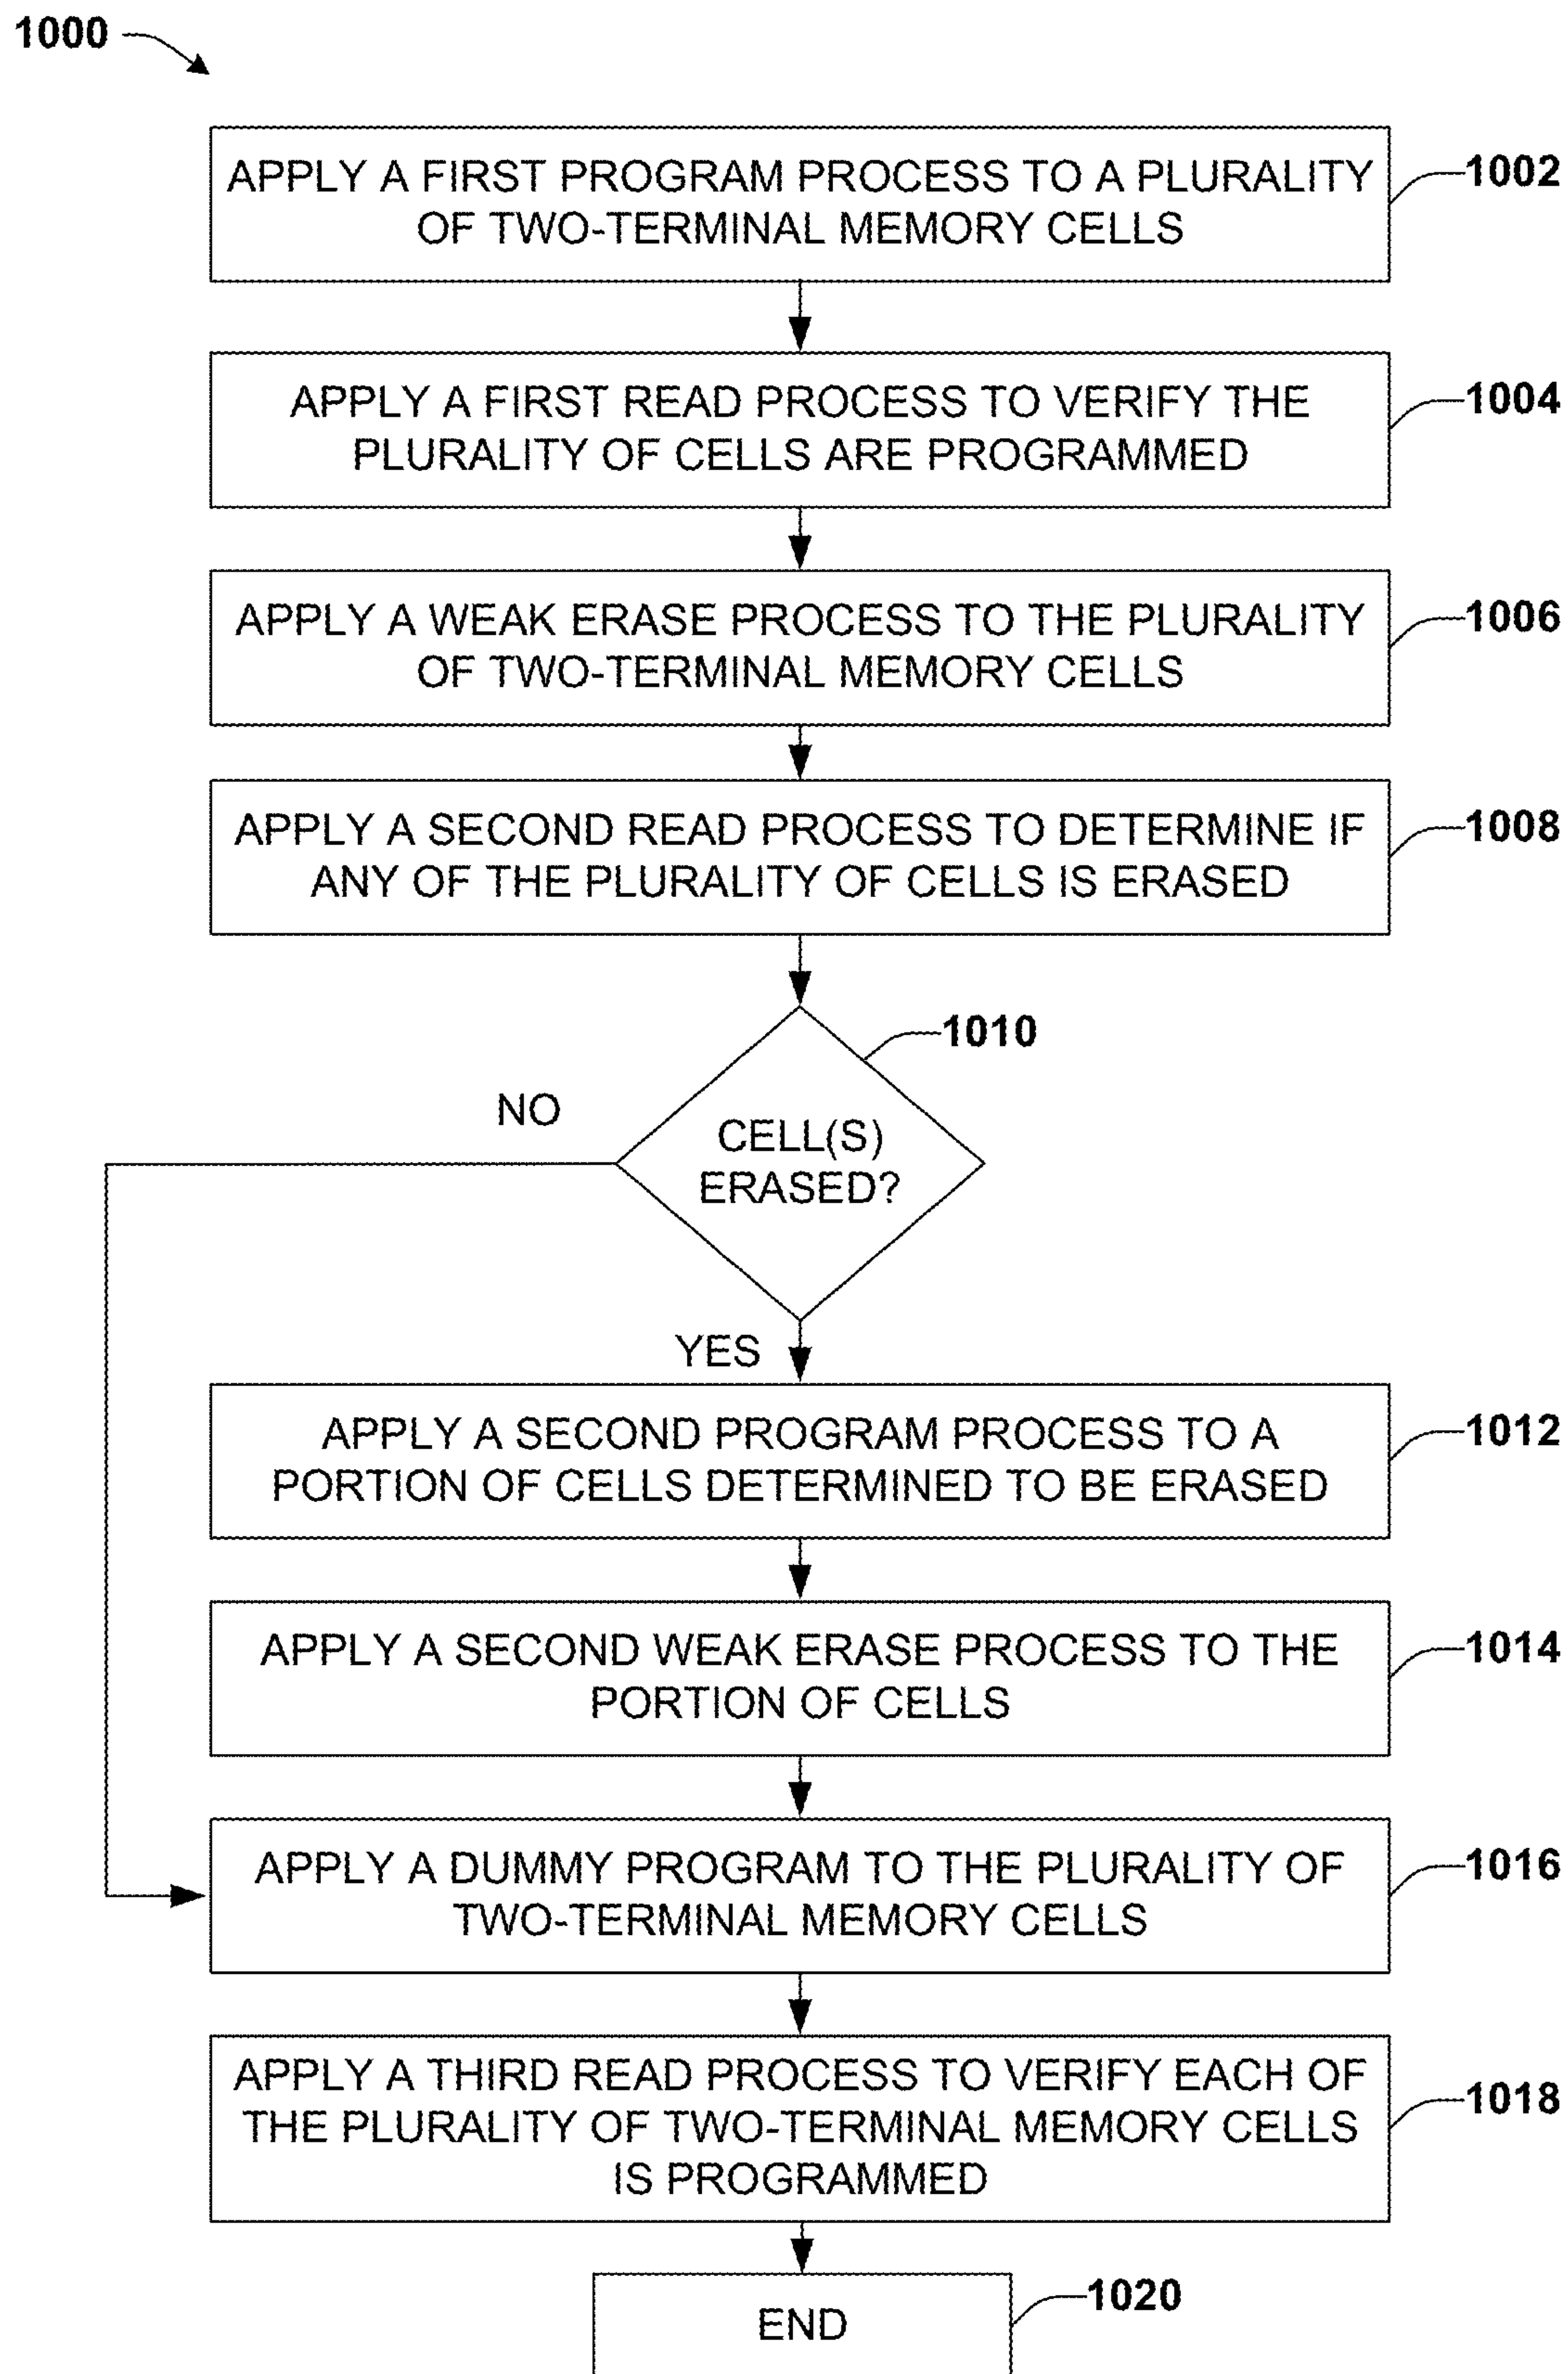 1000
APPLY A FIRST PROGRAM PROCESS TO A PLURALITY
OF TWO-TERMINAL MEMORY CELLS
1002
APPLY A FIRST READ PROCESS TO VERIFY THE
PLURALITY OF CELLS ARE PROGRAMMED
1004
APPLY A WEAK ERASE PROCESS TO THE PLURALITY
OF TWO-TERMINAL MEMORY CELLS
1006
APPLY A SECOND READ PROCESS TO DETERMINE IF
ANY OF THE PLURALITY OF CELLS IS ERASED
1008
1010
NO
CELL(S)
ERASED?
YES
APPLY A SECOND PROGRAM PROCESS TO A
PORTION OF CELLS DETERMINED TO BE ERASED
1012
APPLY A SECOND WEAK ERASE PROCESS TO THE
PORTION OF CELLS
1014
APPLY A DUMMY PROGRAM TO THE PLURALITY OF
TWO-TERMINAL MEMORY CELLS
1016
APPLY A THIRD READ PROCESS TO VERIFY EACH OF
THE PLURALITY OF TWO-TERMINAL MEMORY CELLS
IS PROGRAMMED
1018
END
1020